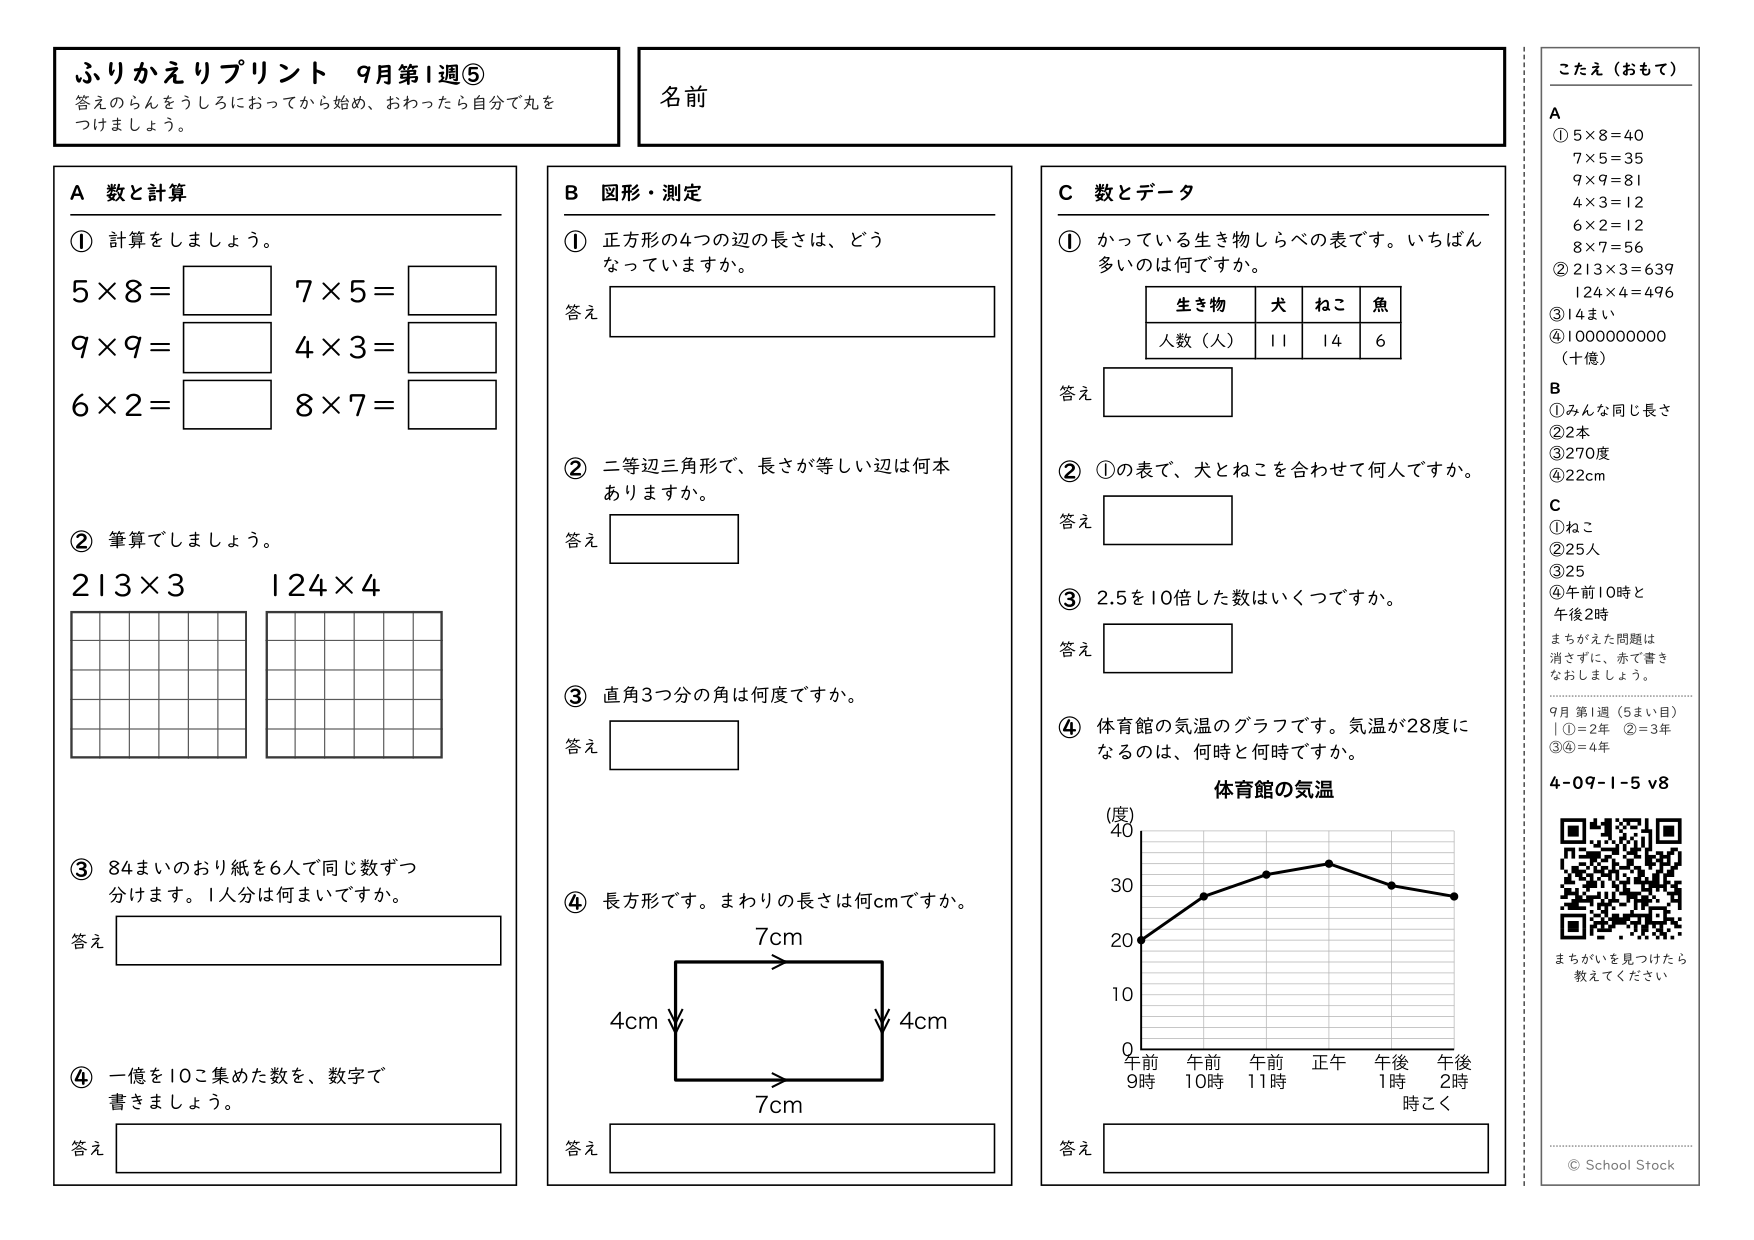 ふりかえりプリント　9月第1週⑤
答えのらんをうしろにおってから始め、おわったら自分で丸を
つけましょう。
名前
A　数と計算
① 計算をしましょう。
5×8＝　7×5＝
9×9＝　4×3＝
6×2＝　8×7＝
② 筆算でしましょう。
213×3　124×4
③ 84まいのおり紙を6人で同じ数ずつ
分けます。1人分は何まいですか。
答え
④ 一億を10こ集めた数を、数字で
書きましょう。
答え
B　図形・測定
① 正方形の4つの辺の長さは、どう
なっていますか。
答え
② 二等辺三角形で、長さが等しい辺は何本
ありますか。
答え
③ 直角3つ分の角は何度ですか。
答え
④ 長方形です。まわりの長さは何cmですか。
7cm
4cm　4cm
7cm
答え
C　数とデータ
① かっている生き物しらべの表です。いちばん
多いのは何ですか。
生き物　犬　ねこ　魚
人数（人）　11　14　6
答え
② ①の表で、犬とねこを合わせて何人ですか。
答え
③ 2.5を10倍した数はいくつですか。
答え
④ 体育館の気温のグラフです。気温が28度に
なるのは、何時と何時ですか。
体育館の気温
(度)
40
30
20
10
0
午前　午前　午前　正午　午後　午後
9時　10時　11時　1時　2時
時こく
答え
こたえ（おもて）
A
①5×8＝40
7×5＝35
9×9＝81
4×3＝12
6×2＝12
8×7＝56
②213×3＝639
124×4＝496
③14まい
④1000000000
（十億）
B
①みんな同じ長さ
②2本
③270度
④22cm
C
①ねこ
②25人
③25
④午前10時と
午後2時
まちがえた問題は
消さずに、赤で書き
なおしましょう。
9月 第1週（5まい目）
｜①＝2年　②＝3年
③④＝4年
4-09-1-5 v8
まちがいを見つけたら
教えてください
© School Stock